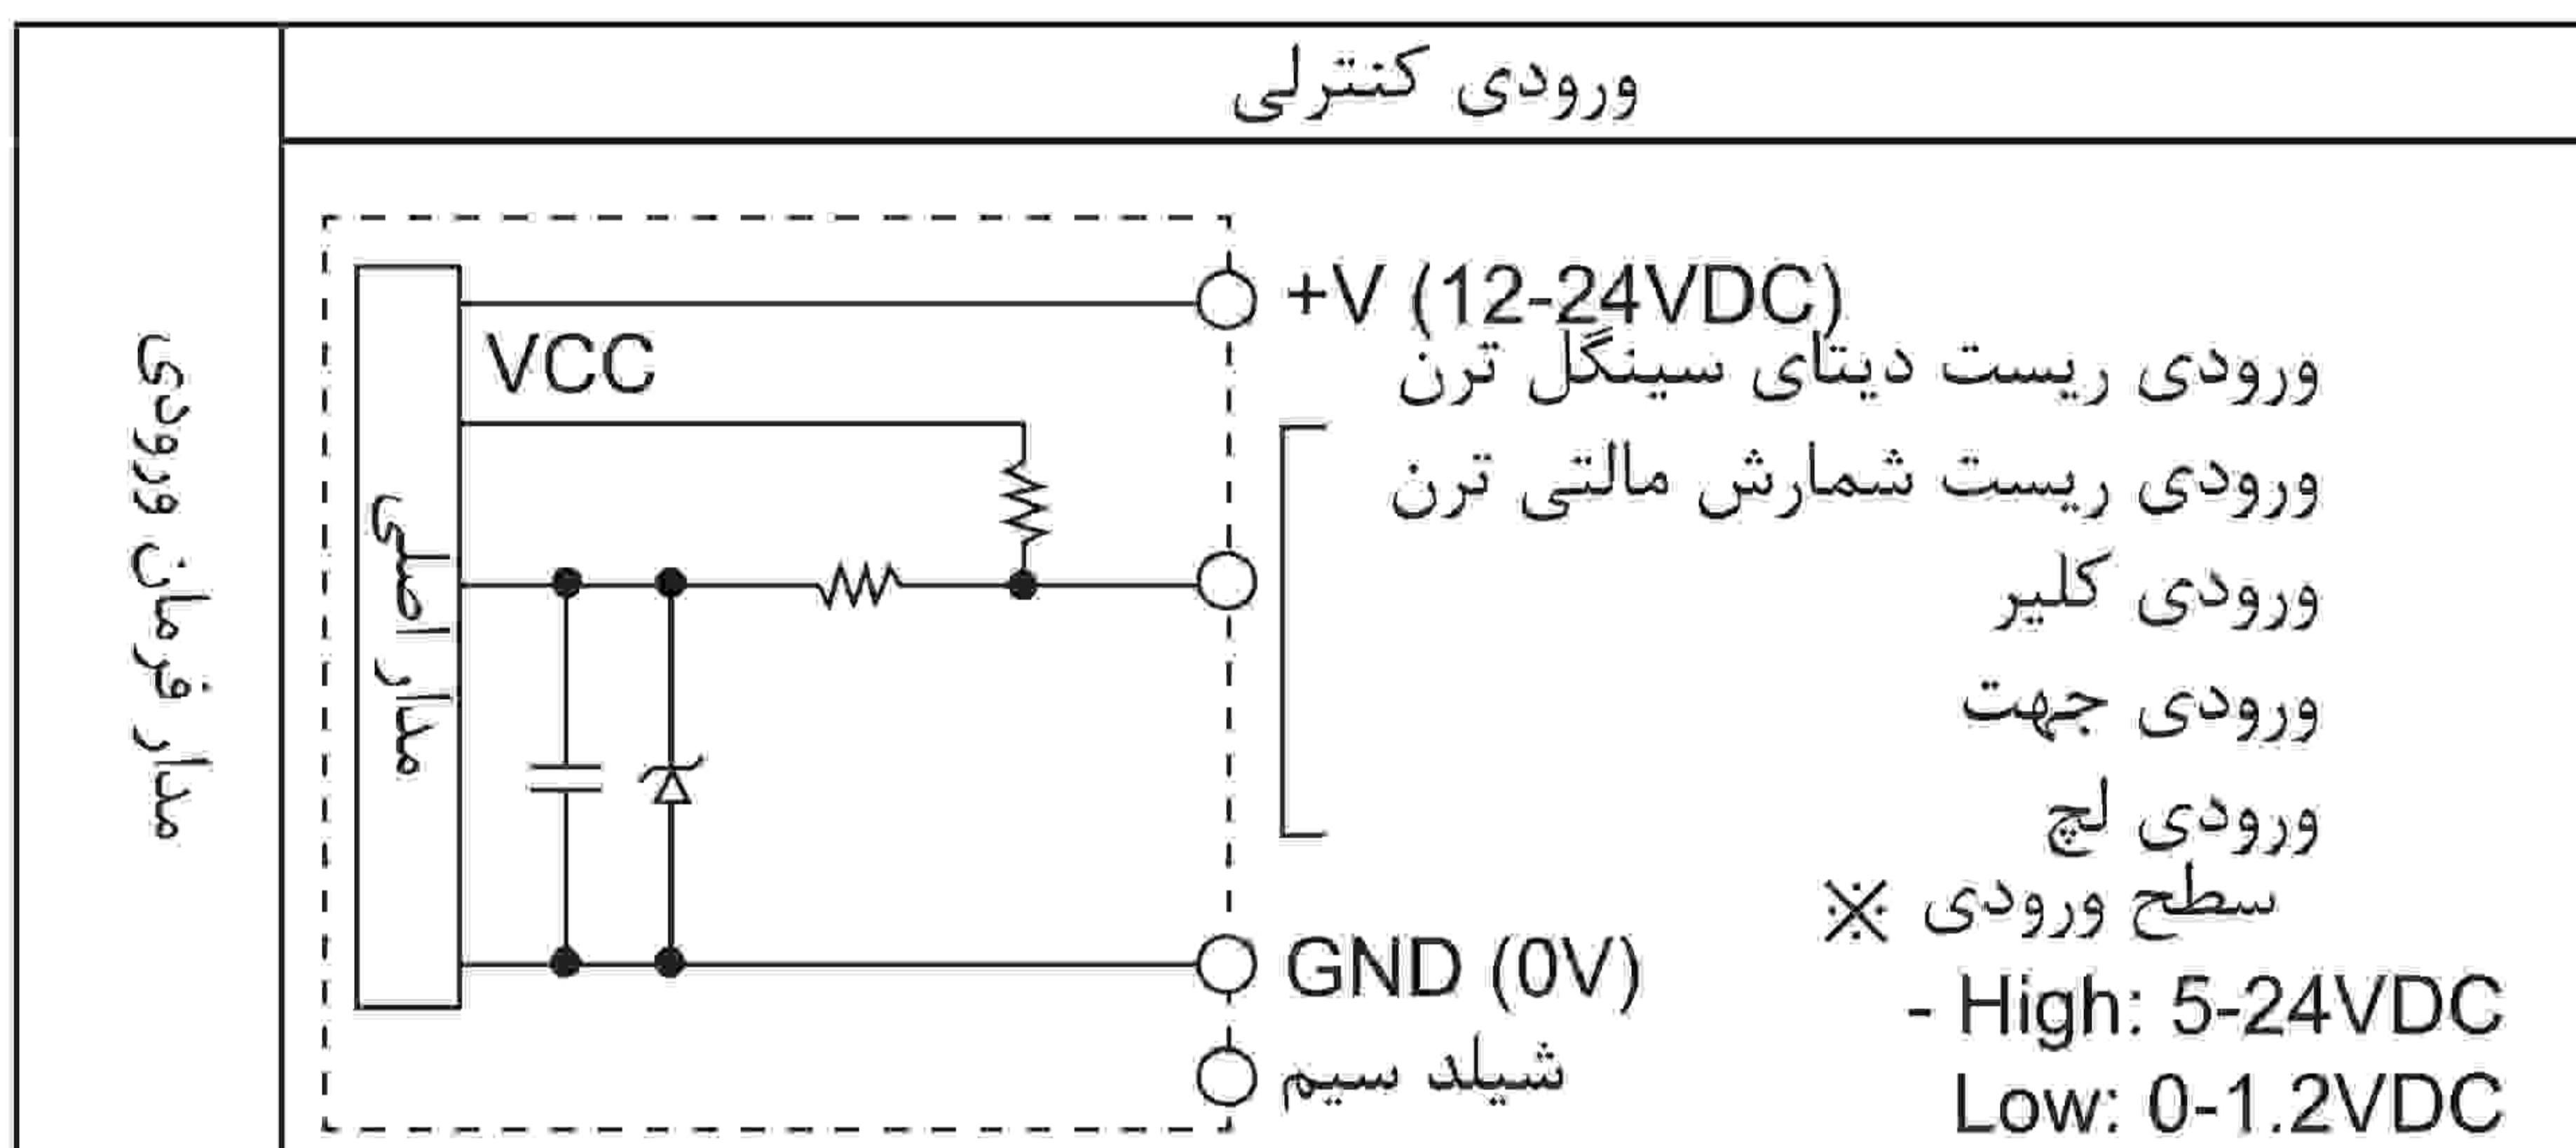 ورودی کنترلی
مدار فرمان ورودی
مدار اصلی
+V (12-24VDC)
VCC
ورودی ریست دیتای سینگل ترن
ورودی ریست شمارش مالتی ترن
ورودی کلیر
ورودی جهت
ورودی لچ
سطح ورودی ※
GND (0V)
- High: 5-24VDC
شیلد سیم
Low: 0-1.2VDC